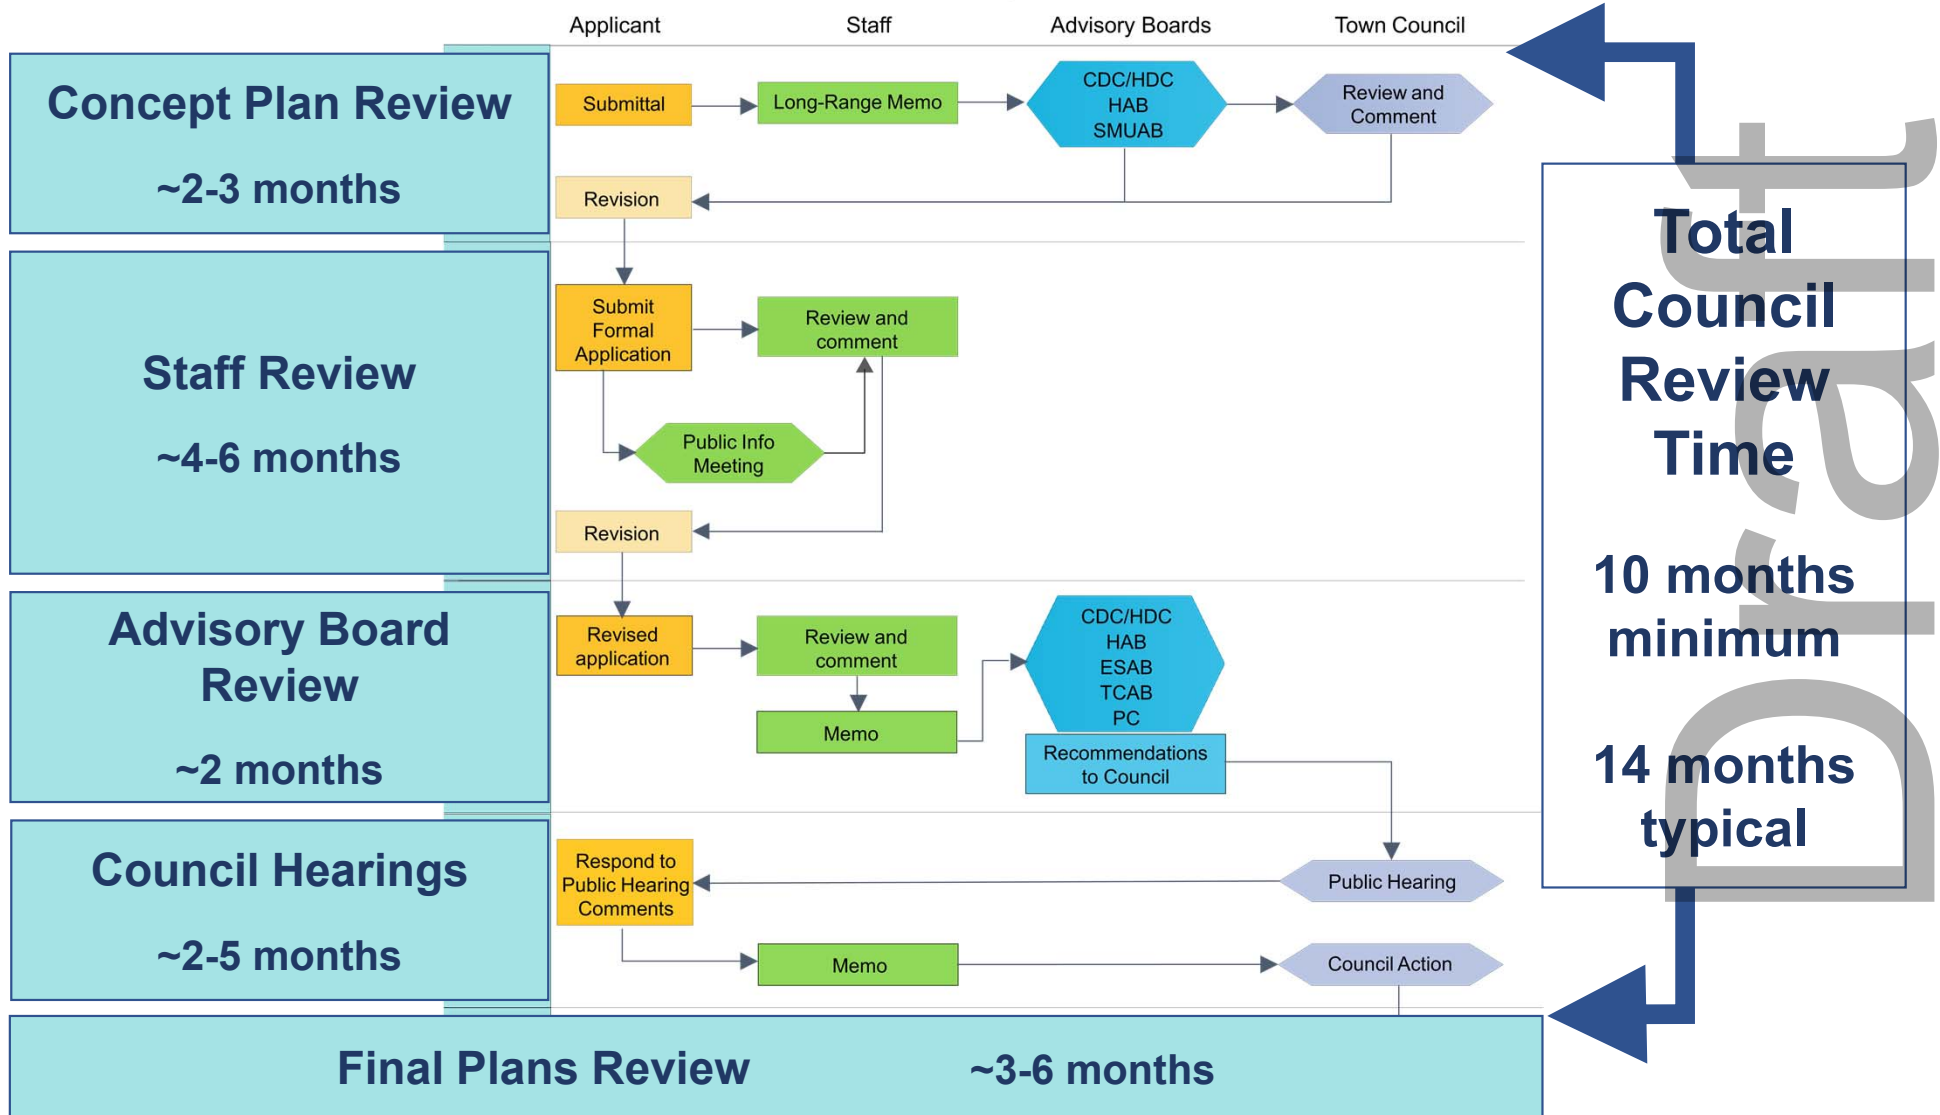 Applicant
Staff
Advisory Boards
Town Council
Concept Plan Review
~2-3 months
Submittal
Long-Range Memo
CDC/HDC
HAB
SMUAB
Review and
Comment
Revision
Staff Review
~4-6 months
Submit
Formal
Application
Review and
comment
Public Info
Meeting
Revision
Advisory Board
Review
~2 months
Revised
application
Review and
comment
Memo
CDC/HDC
HAB
ESAB
TCAB
PC
Recommendations
to Council
Council Hearings
~2-5 months
Respond to
Public Hearing
Comments
Public Hearing
Memo
Council Action
Final Plans Review
~3-6 months
Total
Council
Review
Time
10 months
minimum
14 months
typical
Draft